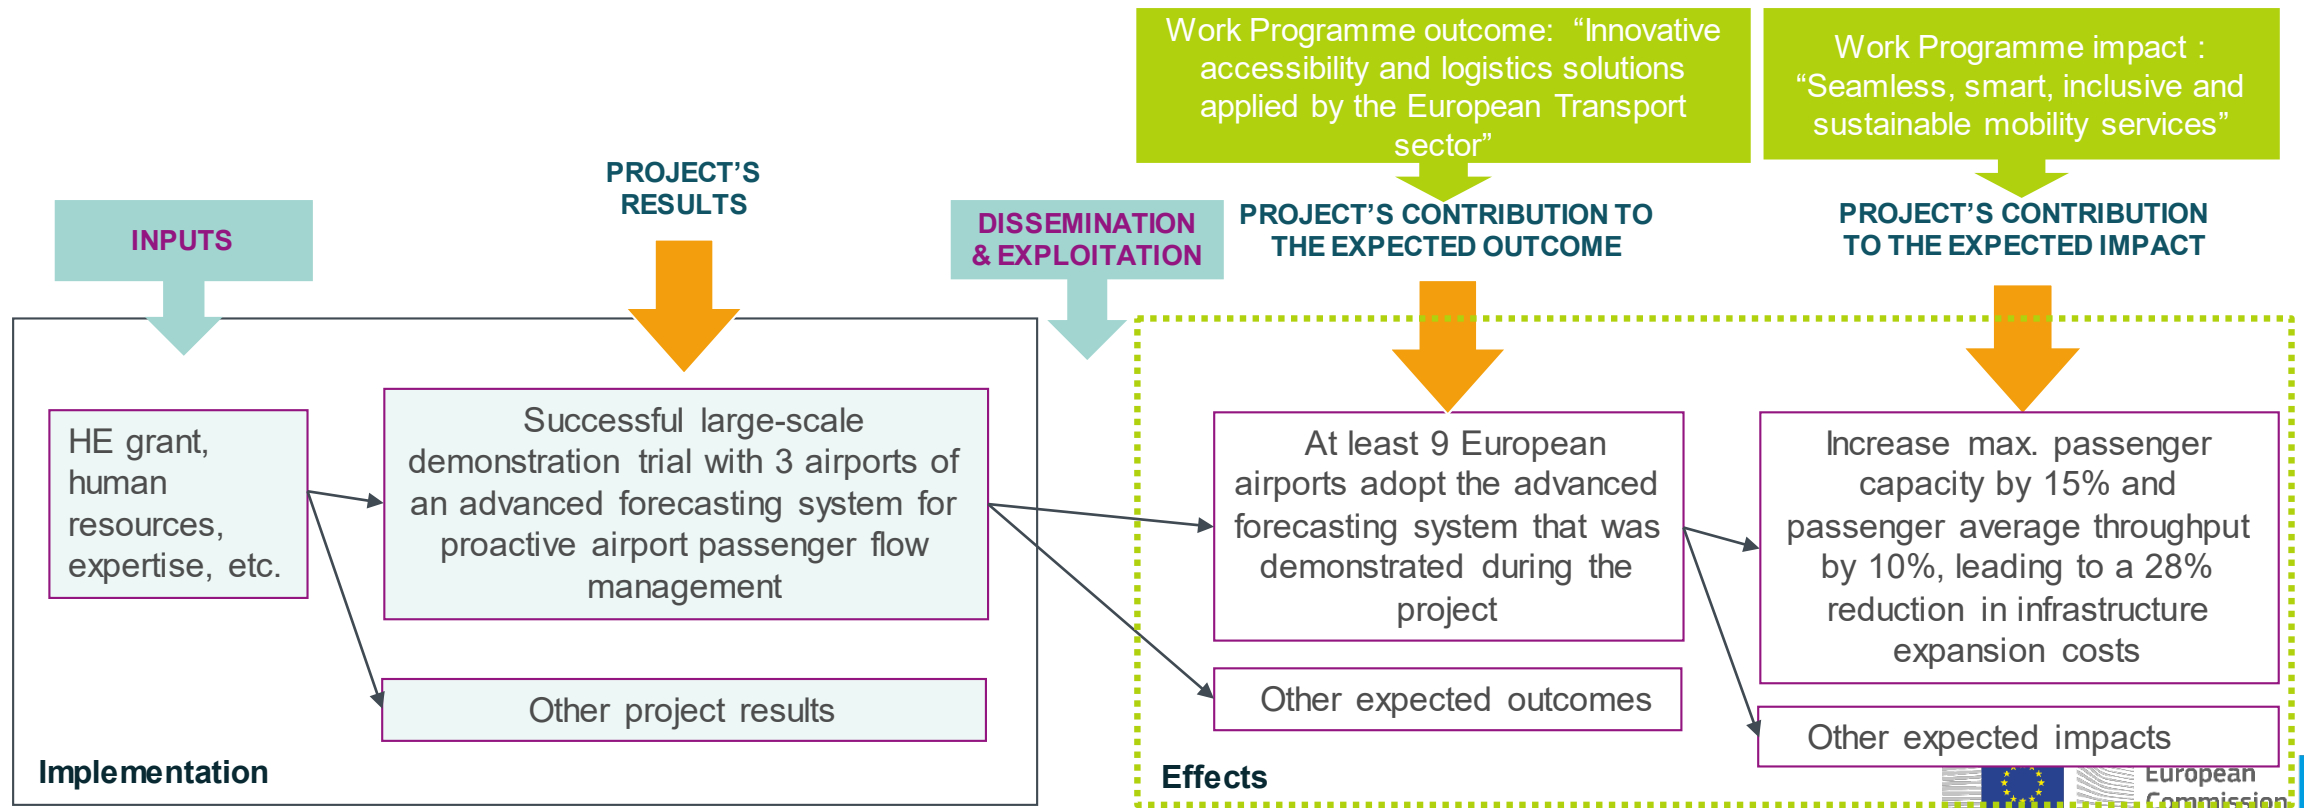 Work Programme outcome: “Innovative
accessibility and logistics solutions
applied by the European Transport
sector”
Work Programme impact :
“Seamless, smart, inclusive and
sustainable mobility services”
PROJECT’S
RESULTS
INPUTS
DISSEMINATION
& EXPLOITATION
PROJECT’S CONTRIBUTION TO
THE EXPECTED OUTCOME
PROJECT’S CONTRIBUTION
TO THE EXPECTED IMPACT
HE grant,
human
resources,
expertise, etc.
Successful large-scale
demonstration trial with 3 airports of
an advanced forecasting system for
proactive airport passenger flow
management
Other project results
Implementation
At least 9 European
airports adopt the advanced
forecasting system that was
demonstrated during the
project
Other expected outcomes
Increase max. passenger
capacity by 15% and
passenger average throughput
by 10%, leading to a 28%
reduction in infrastructure
expansion costs
Other expected impacts
Effects
European
Commission